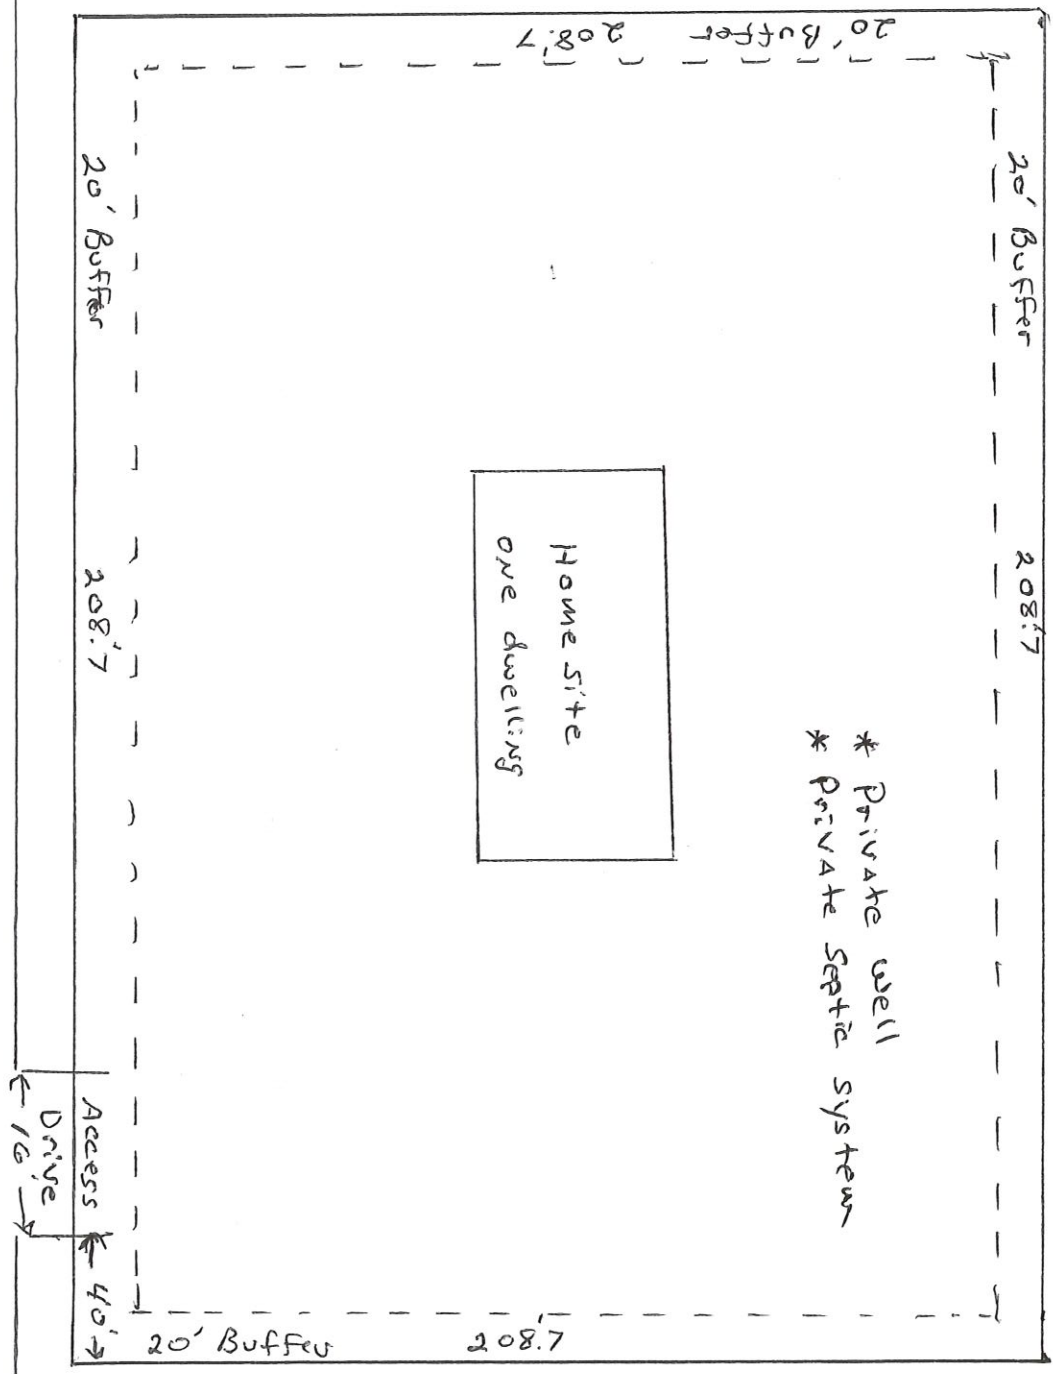 20' Buffer 208.'7
20' Buffer 208.'7
20' Buffer 208.'7
* Private well
* Private Septic System
Home Site
ONE dwelling
Access
Drive
16'
40'
20' Buffer 208.'7